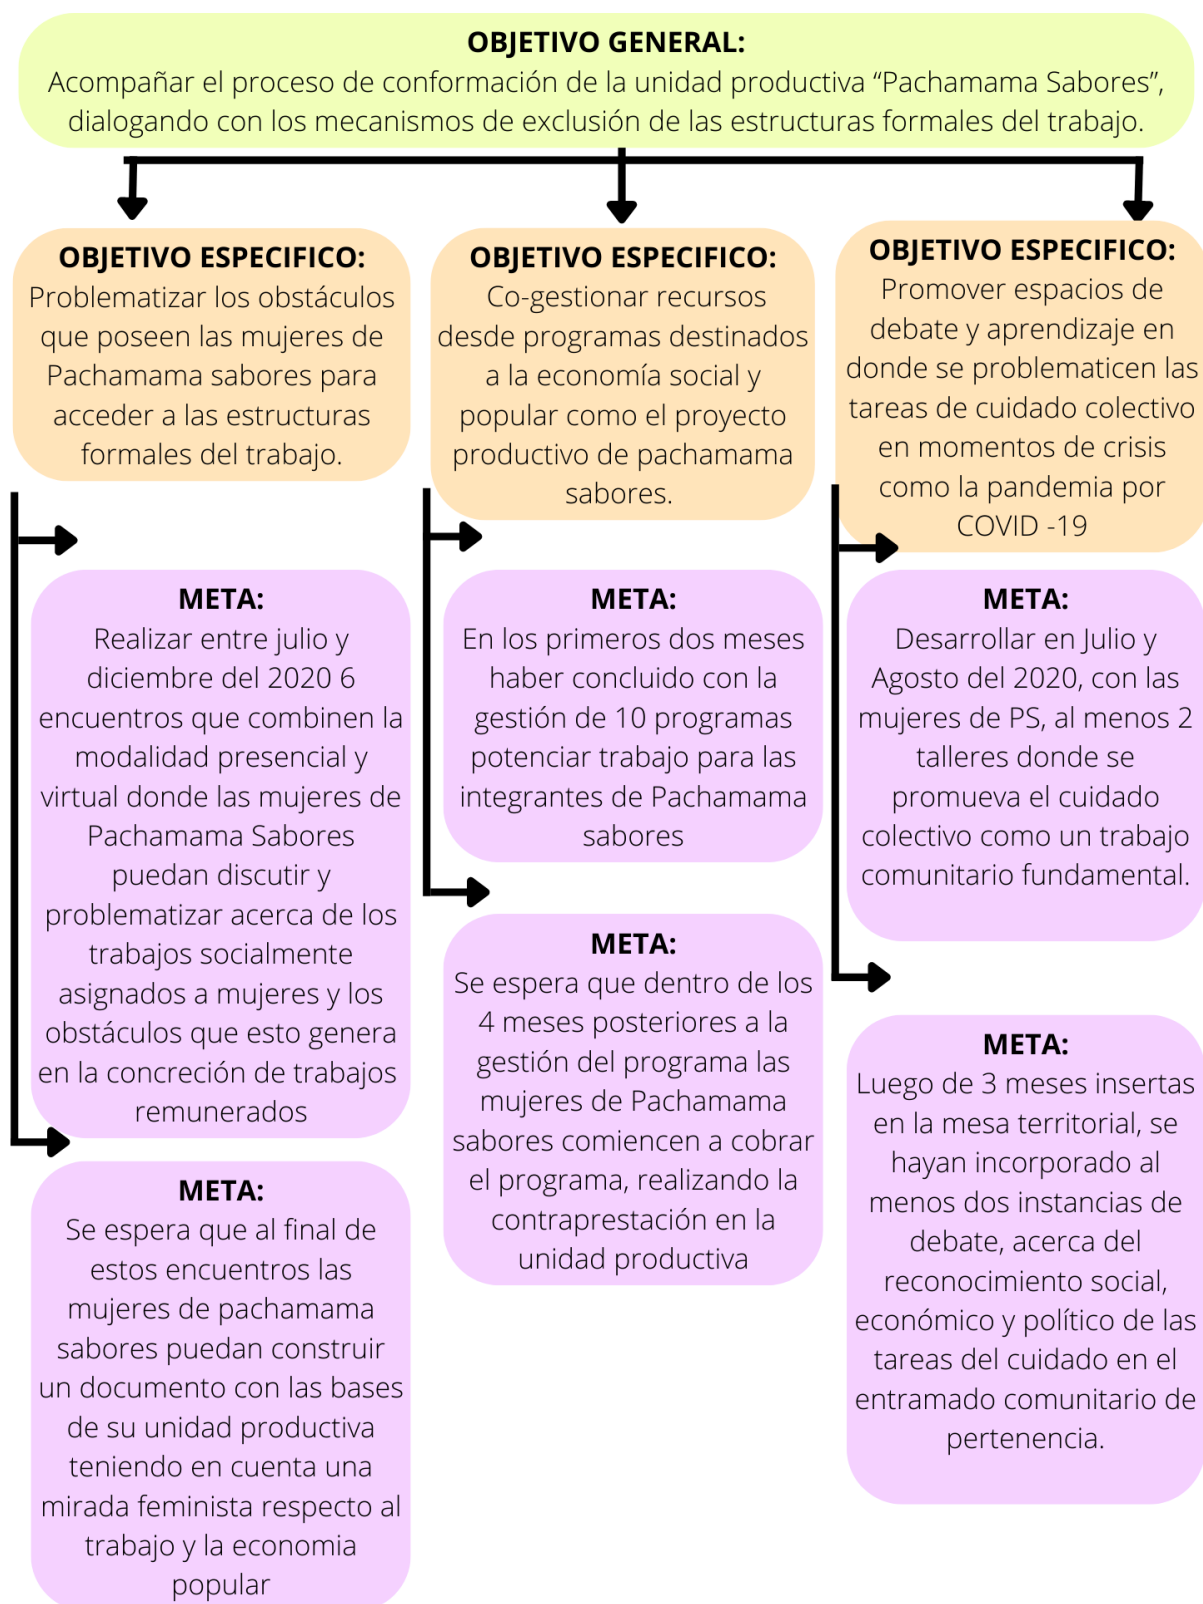 OBJETIVO GENERAL:
Acompañar el proceso de conformación de la unidad productiva “Pachamama Sabores”,
dialogando con los mecanismos de exclusión de las estructuras formales del trabajo.
OBJETIVO ESPECIFICO:
Problematizar los obstáculos
que poseen las mujeres de
Pachamama sabores para
acceder a las estructuras
formales del trabajo.
META:
Realizar entre julio y
diciembre del 2020 6
encuentros que combinen la
modalidad presencial y
virtual donde las mujeres de
Pachamama Sabores
puedan discutir y
problematizar acerca de los
trabajos socialmente
asignados a mujeres y los
obstáculos que esto genera
en la concreción de trabajos
remunerados
META:
Se espera que al final de
estos encuentros las
mujeres de pachamama
sabores puedan construir
un documento con las bases
de su unidad productiva
teniendo en cuenta una
mirada feminista respecto al
trabajo y la economia
popular
OBJETIVO ESPECIFICO:
Co-gestionar recursos
desde programas destinados
a la economía social y
popular como el proyecto
productivo de pachamama
sabores.
META:
En los primeros dos meses
haber concluido con la
gestión de 10 programas
potenciar trabajo para las
integrantes de Pachamama
sabores
META:
Se espera que dentro de los
4 meses posteriores a la
gestión del programa las
mujeres de Pachamama
sabores comiencen a cobrar
el programa, realizando la
contraprestación en la
unidad productiva
OBJETIVO ESPECIFICO:
Promover espacios de
debate y aprendizaje en
donde se problematicen las
tareas de cuidado colectivo
en momentos de crisis
como la pandemia por
COVID -19
META:
Desarrollar en Julio y
Agosto del 2020, con las
mujeres de PS, al menos 2
talleres donde se
promueva el cuidado
colectivo como un trabajo
comunitario fundamental.
META:
Luego de 3 meses insertas
en la mesa territorial, se
hayan incorporado al
menos dos instancias de
debate, acerca del
reconocimiento social,
económico y político de las
tareas del cuidado en el
entramado comunitario de
pertenencia.